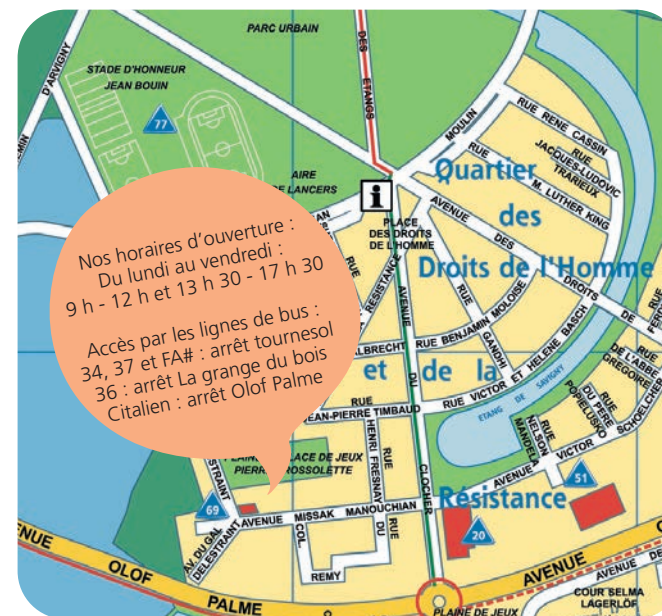 PARC URBAIN
DES
ETANGS
D'ARVIGNY
STADE D'HONNEUR
JEAN BOUIN
77
MOULIN
RUE RENE CASSIN
RUE
JACQUES-LUDOVIC
TRARIEUX
RUE
M. LUTHER KING
AIRE
DE LANCERS
i
Quartier
des
Droits de l'Homme
et de la
Résistance
PLACE
DES DROITS
DE L'HOMME
AVENUE DES DROITS DE
RESISTANCE
AVENUE DU CLOCHER
RUE BENJAMIN MOLOISE
RUE GANDHI
ALBRECHT
RUE VICTOR ET HELENE BASCH
ETANG DE SAVIGNY
RUE
DE L'ABBE
GREGOIRE
RUE
DU PERE
POPIELUSKO
RUE
NELSON
MANDELA
AVENUE VICTOR SCHOELCHER
RUE
JEAN-PIERRE TIMBAUD
Nos horaires d'ouverture :
Du lundi au vendredi :
9 h - 12 h et 13 h 30 - 17 h 30
Accès par les lignes de bus :
34, 37 et FA# : arrêt tournesol
36 : arrêt La grange du bois
Citalien : arrêt Olof Palme
RUE HENRI FRESNAY
69
AVENUE MISSAK MANOUCHIAN
AV. DU GAL
DELESTRAINT
COL.
REMY
RUE
DU
51
20
OLOF PALME
AVENUE
AVENUE DE
COUR SELMA
LAGERLÖF
PLAINE DE JEUX